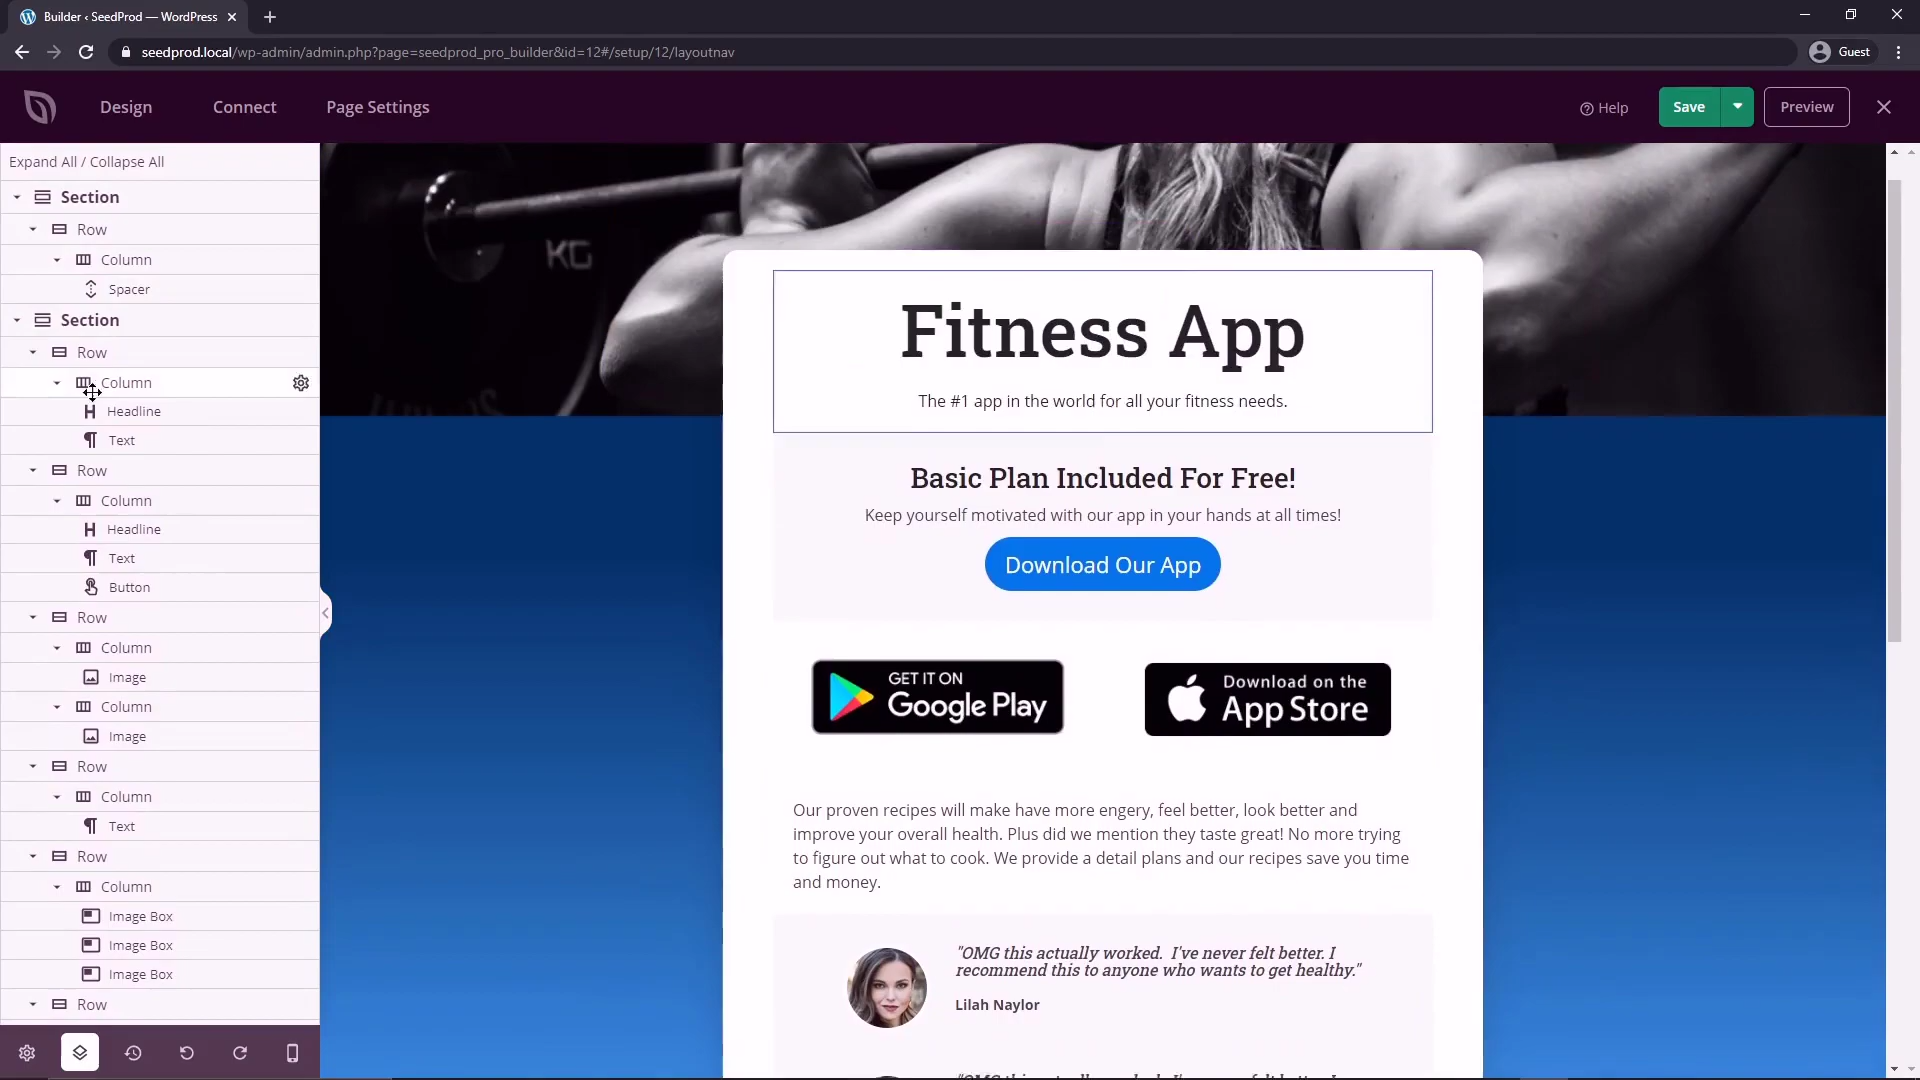 Builder ‹ SeedProd — WordPress
seedprod.local/wp-admin/admin.php?page=seedprod_pro_builder&id=12#/setup/12/layoutnav
Guest
Design
Connect
Page Settings
Help
Save
Preview
Expand All / Collapse All
Section
Row
Column
Spacer
Section
Row
Column
Headline
Text
Row
Column
Headline
Text
Button
Row
Column
Image
Column
Image
Row
Column
Text
Row
Column
Image Box
Image Box
Image Box
Row
KG
Fitness App
The #1 app in the world for all your fitness needs.
Basic Plan Included For Free!
Keep yourself motivated with our app in your hands at all times!
Download Our App
GET IT ON
Google Play
Download on the
App Store
Our proven recipes will make have more engery, feel better, look better and
improve your overall health. Plus did we mention they taste great! No more trying
to figure out what to cook. We provide a detail plans and our recipes save you time
and money.
"OMG this actually worked. I've never felt better. I
recommend this to anyone who wants to get healthy."
Lilah Naylor